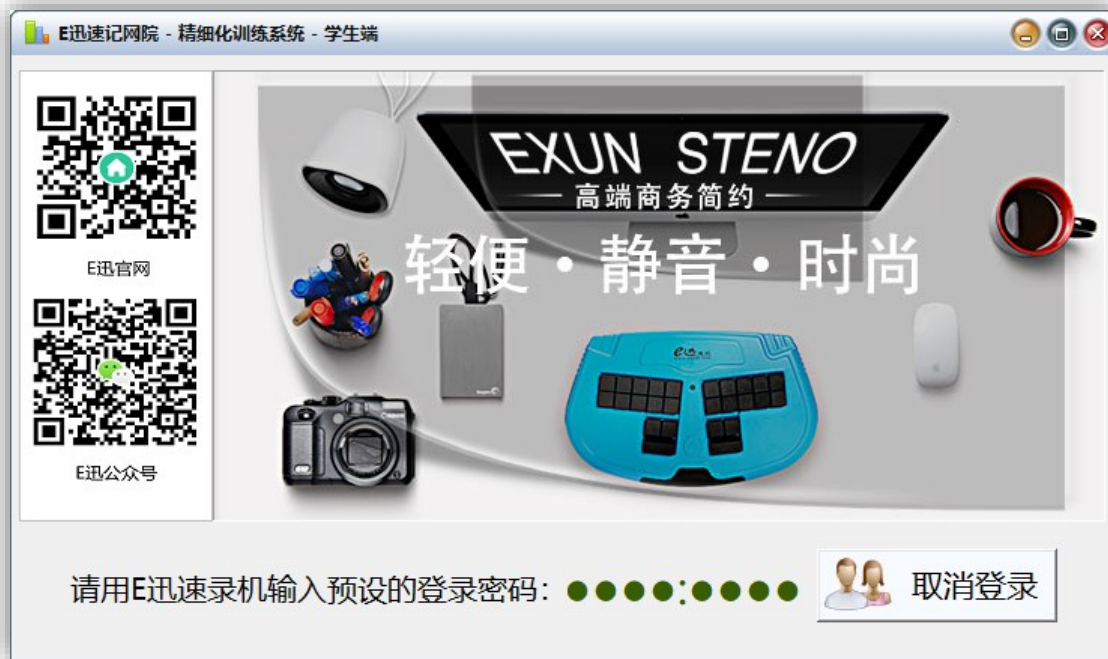 E迅速记网院 - 精细化训练系统 - 学生端
E迅官网
E迅公众号
EXUN STENO
高端商务简约
轻便·静音·时尚
请用E迅速录机输入预设的登录密码：●●●●:●●●●
取消登录